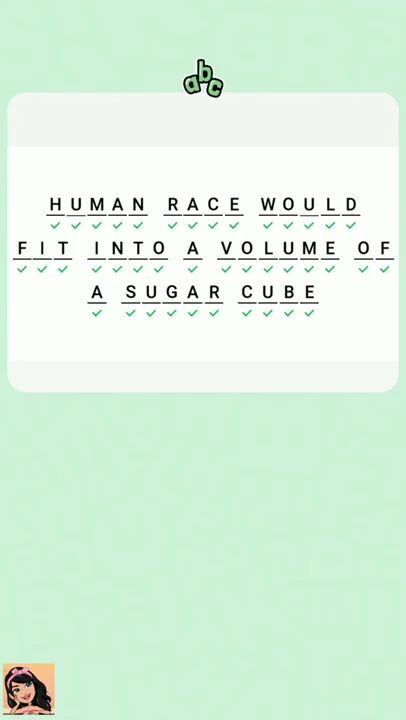 abc
HUMAN RACE WOULD
FIT INTO A VOLUME OF
A SUGAR CUBE